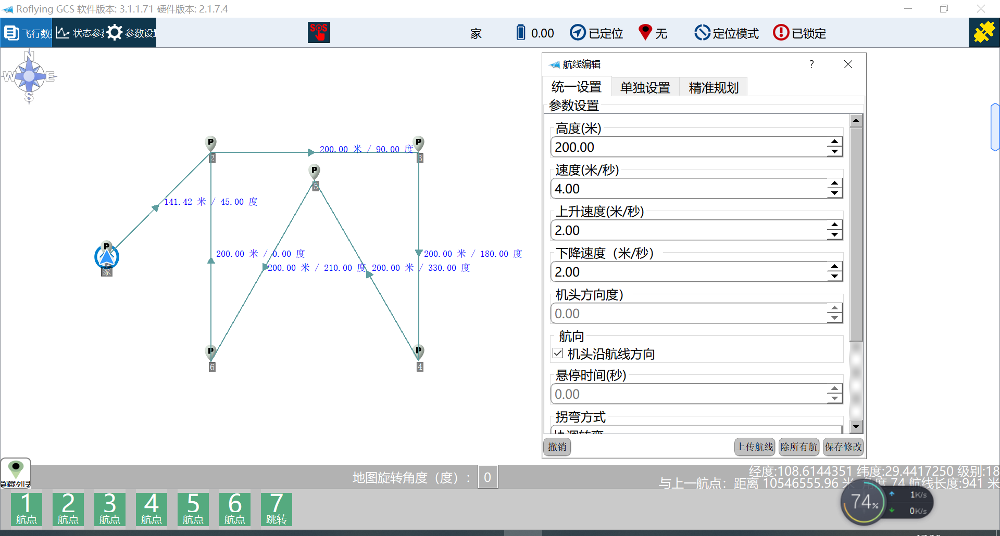 Roflying GCS 软件版本: 3.1.1.71 硬件版本: 2.1.7.4
飞行数
状态参
参数设
SOS
家
0.00
已定位
无
定位模式
已锁定
N
W
E
S
航线编辑
?
统一设置
单独设置
精准规划
参数设置
高度(米)
200.00
速度(米/秒)
4.00
上升速度(米/秒)
2.00
下降速度（米/秒）
2.00
机头方向度）
0.00
航向
机头沿航线方向
悬停时间(秒)
0.00
拐弯方式
协调转弯
撤销
上传航线
除所有航
保存修改
P
2
200.00 米 / 90.00 度
P
3
P
5
141.42 米 / 45.00 度
P
家
200.00 米 / 0.00 度
200.00 米 / 180.00 度
200.00 米 / 210.00 度
200.00 米 / 330.00 度
P
6
P
4
隐藏列
地图旋转角度（度）:
0
经度:108.6144351 纬度:29.4417250 级别:18
与上一航点: 距离 10546555.96 米 角度 74 航线长度:941 米
74%
1K/s
0K/s
1
航点
2
航点
3
航点
4
航点
5
航点
6
航点
7
跳转